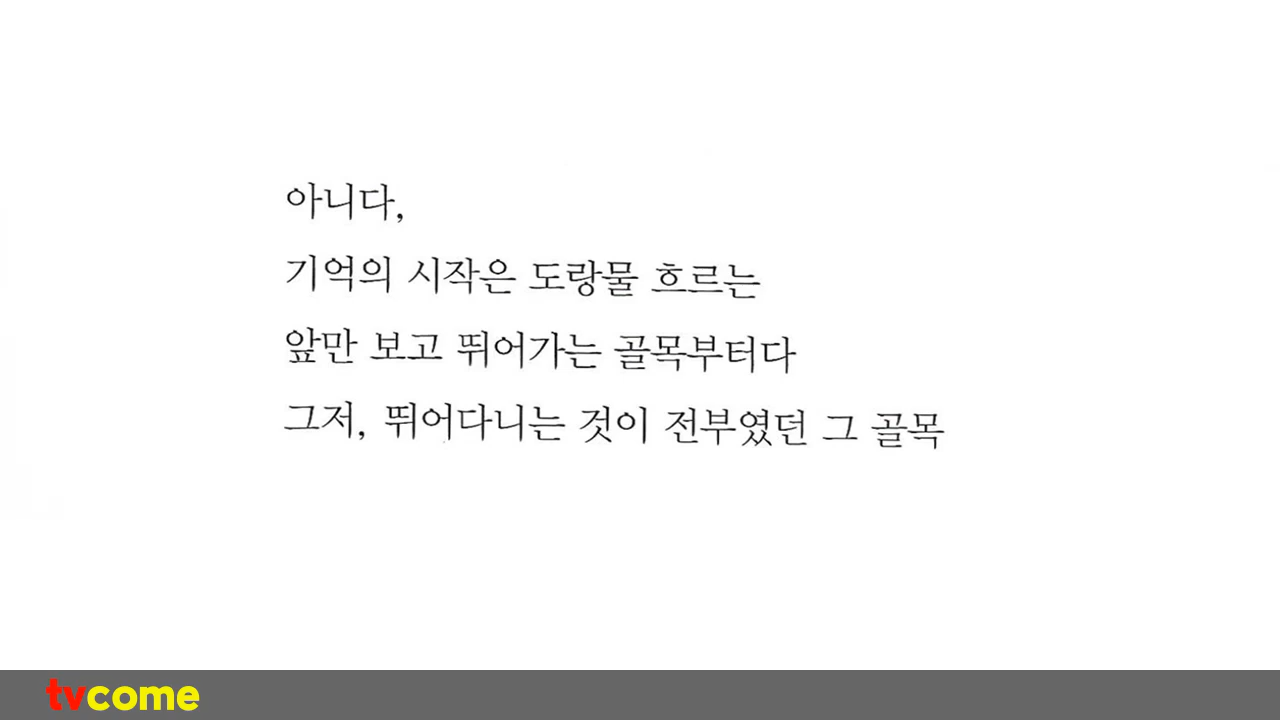 아니다,
기억의 시작은 도랑물 흐르는
앞만 보고 뛰어가는 골목부터다
그저, 뛰어다니는 것이 전부였던 그 골목
tvcome